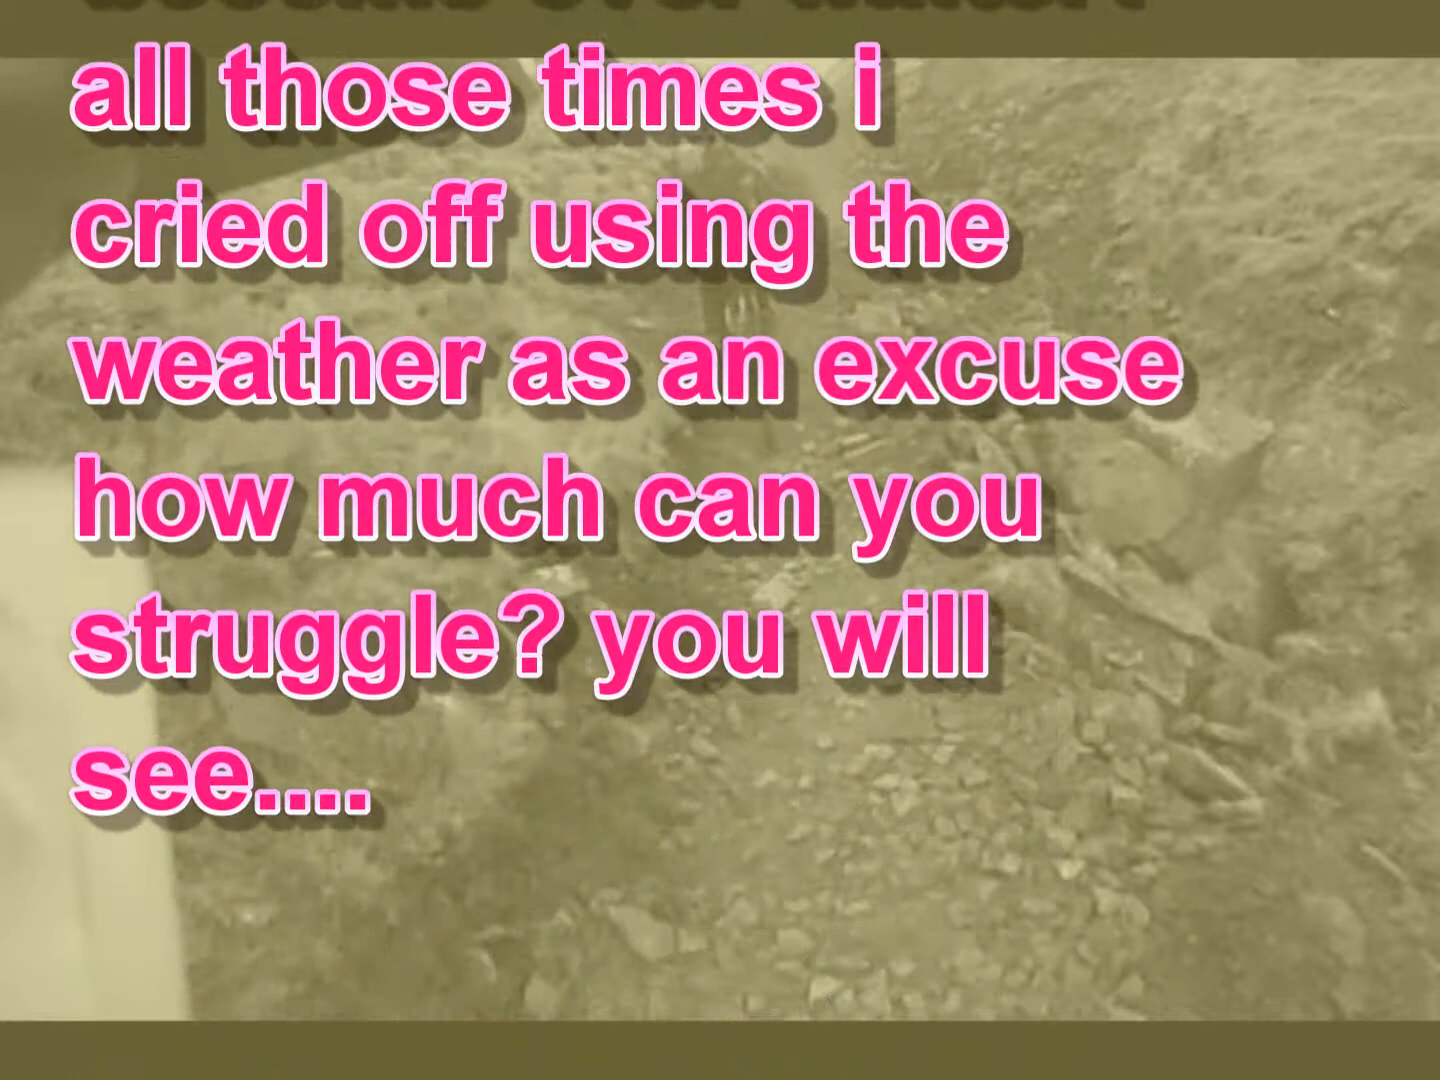 all those times i
cried off using the
weather as an excuse
how much can you
struggle? you will
see....